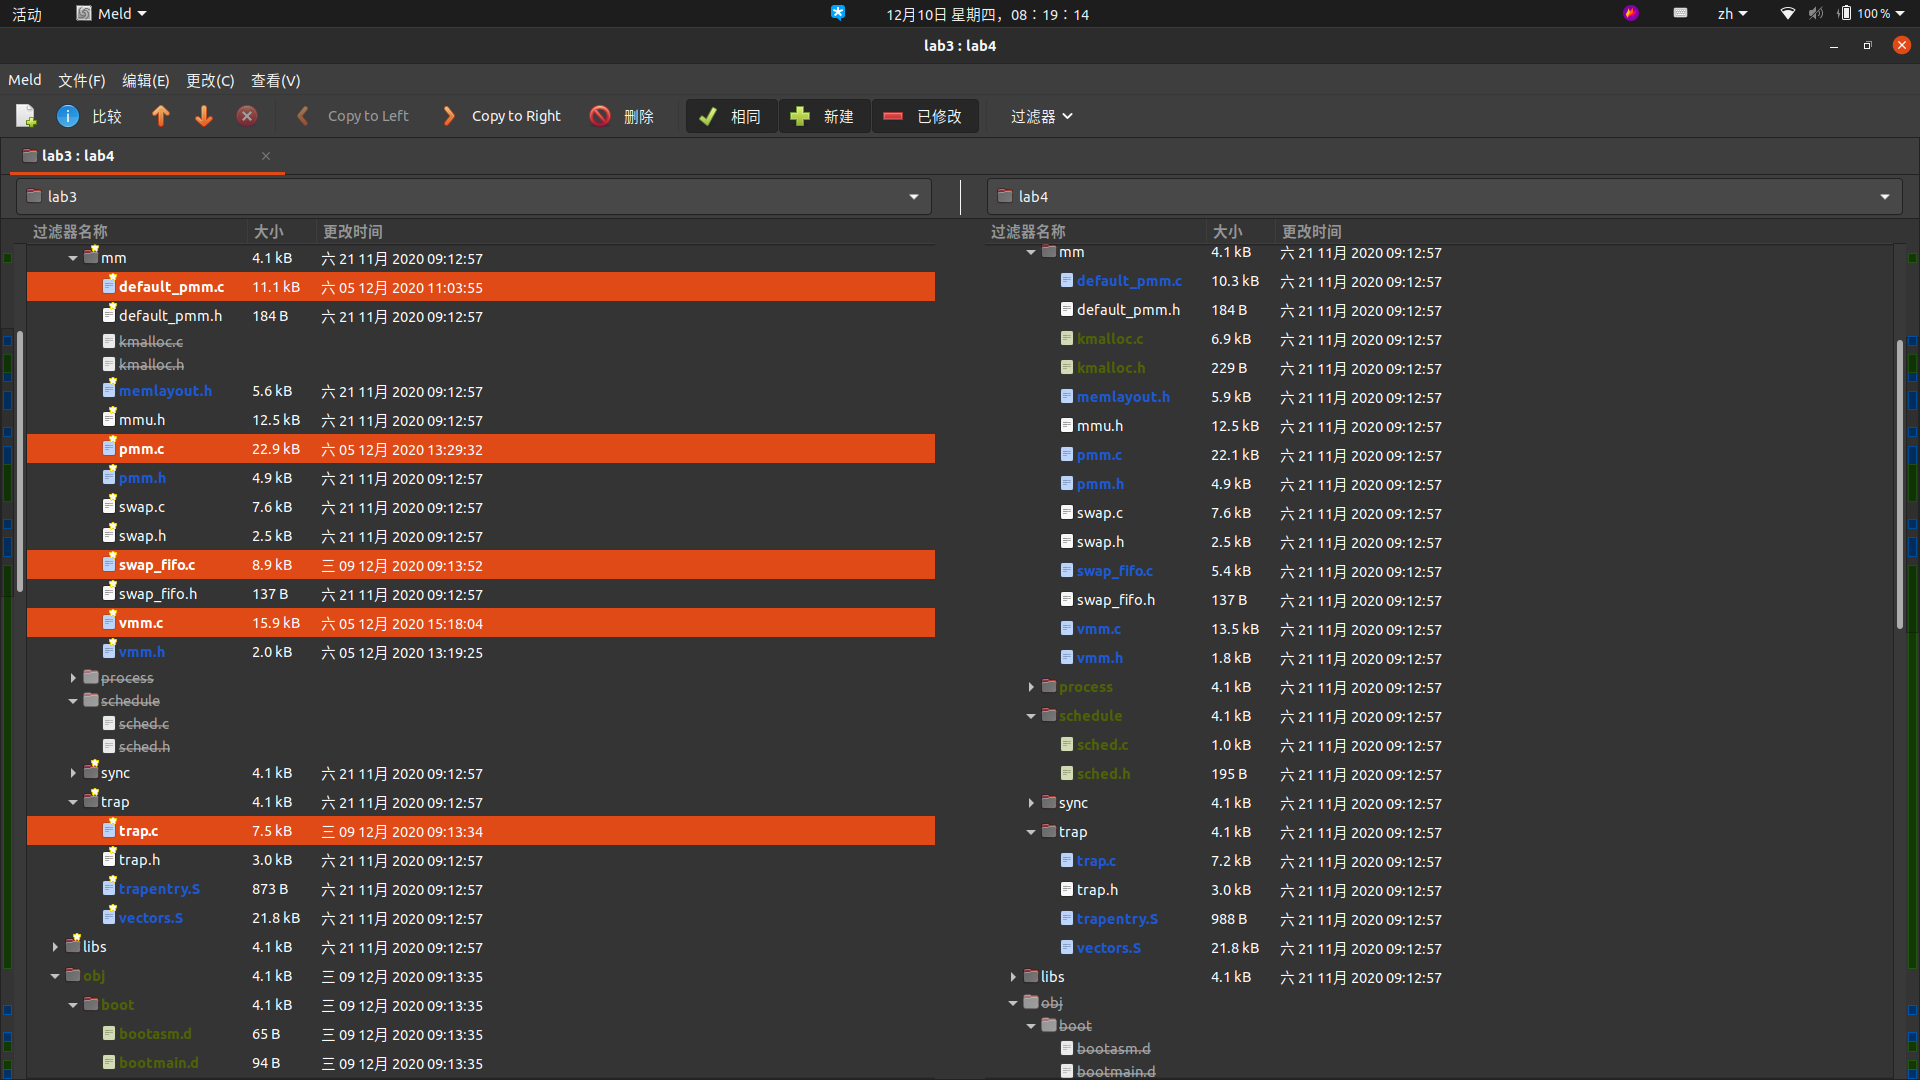 活动 Meld 12月10日 星期四，08：19：14 zh 100 %
lab3 : lab4
Meld 文件(F) 编辑(E) 更改(C) 查看(V)
比较 Copy to Left Copy to Right 删除 相同 新建 已修改 过滤器
lab3 : lab4
lab3 lab4
过滤器名称 大小 更改时间 过滤器名称 大小 更改时间
mm 4.1 kB 六 21 11月 2020 09:12:57 mm 4.1 kB 六 21 11月 2020 09:12:57
default_pmm.c 11.1 kB 六 05 12月 2020 11:03:55 default_pmm.c 10.3 kB 六 21 11月 2020 09:12:57
default_pmm.h 184 B 六 21 11月 2020 09:12:57 default_pmm.h 184 B 六 21 11月 2020 09:12:57
kmalloc.c kmalloc.c 6.9 kB 六 21 11月 2020 09:12:57
kmalloc.h kmalloc.h 229 B 六 21 11月 2020 09:12:57
memlayout.h 5.6 kB 六 21 11月 2020 09:12:57 memlayout.h 5.9 kB 六 21 11月 2020 09:12:57
mmu.h 12.5 kB 六 21 11月 2020 09:12:57 mmu.h 12.5 kB 六 21 11月 2020 09:12:57
pmm.c 22.9 kB 六 05 12月 2020 13:29:32 pmm.c 22.1 kB 六 21 11月 2020 09:12:57
pmm.h 4.9 kB 六 21 11月 2020 09:12:57 pmm.h 4.9 kB 六 21 11月 2020 09:12:57
swap.c 7.6 kB 六 21 11月 2020 09:12:57 swap.c 7.6 kB 六 21 11月 2020 09:12:57
swap.h 2.5 kB 六 21 11月 2020 09:12:57 swap.h 2.5 kB 六 21 11月 2020 09:12:57
swap_fifo.c 8.9 kB 三 09 12月 2020 09:13:52 swap_fifo.c 5.4 kB 六 21 11月 2020 09:12:57
swap_fifo.h 137 B 六 21 11月 2020 09:12:57 swap_fifo.h 137 B 六 21 11月 2020 09:12:57
vmm.c 15.9 kB 六 05 12月 2020 15:18:04 vmm.c 13.5 kB 六 21 11月 2020 09:12:57
vmm.h 2.0 kB 六 05 12月 2020 13:19:25 vmm.h 1.8 kB 六 21 11月 2020 09:12:57
process process 4.1 kB 六 21 11月 2020 09:12:57
schedule schedule 4.1 kB 六 21 11月 2020 09:12:57
sched.c sched.c 1.0 kB 六 21 11月 2020 09:12:57
sched.h sched.h 195 B 六 21 11月 2020 09:12:57
sync 4.1 kB 六 21 11月 2020 09:12:57 sync 4.1 kB 六 21 11月 2020 09:12:57
trap 4.1 kB 六 21 11月 2020 09:12:57 trap 4.1 kB 六 21 11月 2020 09:12:57
trap.c 7.5 kB 三 09 12月 2020 09:13:34 trap.c 7.2 kB 六 21 11月 2020 09:12:57
trap.h 3.0 kB 六 21 11月 2020 09:12:57 trap.h 3.0 kB 六 21 11月 2020 09:12:57
trapentry.S 873 B 六 21 11月 2020 09:12:57 trapentry.S 988 B 六 21 11月 2020 09:12:57
vectors.S 21.8 kB 六 21 11月 2020 09:12:57 vectors.S 21.8 kB 六 21 11月 2020 09:12:57
libs 4.1 kB 六 21 11月 2020 09:12:57 libs 4.1 kB 六 21 11月 2020 09:12:57
obj 4.1 kB 三 09 12月 2020 09:13:35 obj
boot 4.1 kB 三 09 12月 2020 09:13:35 boot
bootasm.d 65 B 三 09 12月 2020 09:13:35 bootasm.d
bootmain.d 94 B 三 09 12月 2020 09:13:35 bootmain.d